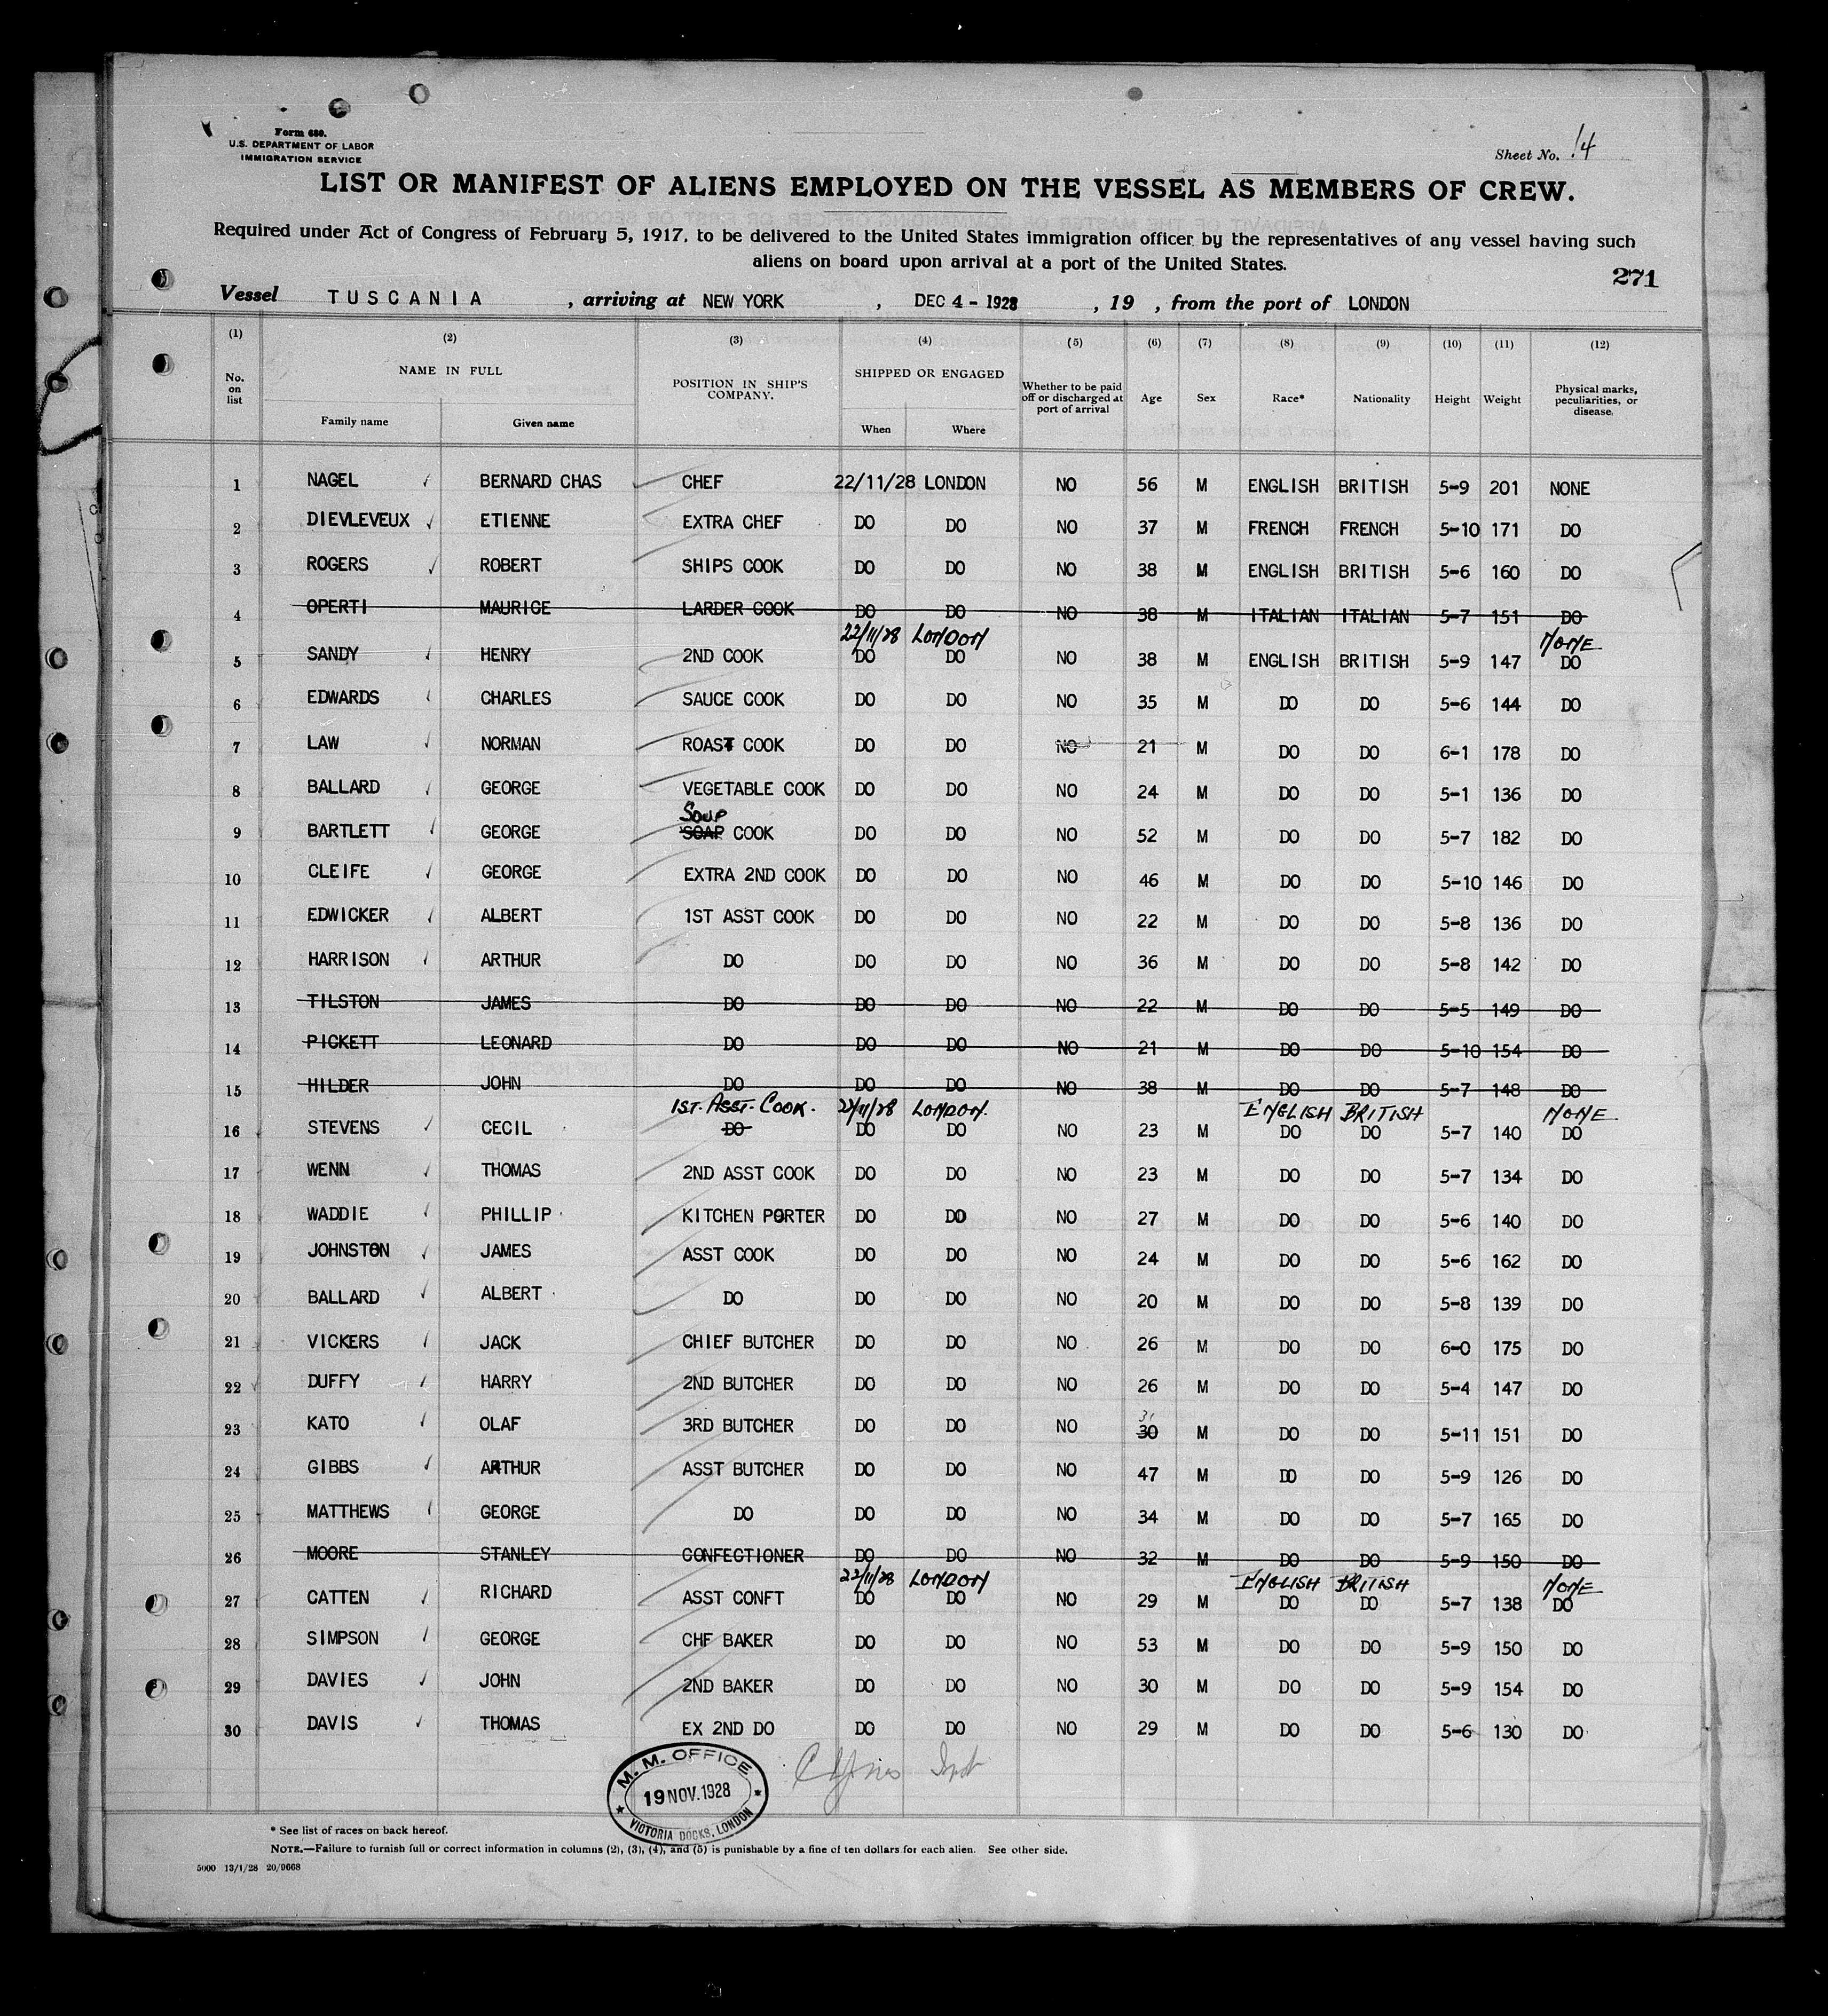 Form 680.
U.S. DEPARTMENT OF LABOR
IMMIGRATION SERVICE
Sheet No. 14
LIST OR MANIFEST OF ALIENS EMPLOYED ON THE VESSEL AS MEMBERS OF CREW.
Required under Act of Congress of February 5, 1917, to be delivered to the United States immigration officer by the representatives of any vessel having such
aliens on board upon arrival at a port of the United States.
271
Vessel TUSCANIA , arriving at NEW YORK , DEC 4 - 1928 , 19 , from the port of LONDON
(1) (2) (3) (4) (5) (6) (7) (8) (9) (10) (11) (12)
No. on list NAME IN FULL Family name Given name POSITION IN SHIP'S COMPANY. SHIPPED OR ENGAGED When Where Whether to be paid off or discharged at port of arrival Age Sex Race* Nationality Height Weight Physical marks, peculiarities, or disease.
1 NAGEL BERNARD CHAS CHEF 22/11/28 LONDON NO 56 M ENGLISH BRITISH 5-9 201 NONE
2 DIEVLEVEUX ETIENNE EXTRA CHEF DO DO NO 37 M FRENCH FRENCH 5-10 171 DO
3 ROGERS ROBERT SHIPS COOK DO DO NO 38 M ENGLISH BRITISH 5-6 160 DO
4 OPERTI MAURICE LARDER COOK DO DO NO 38 M ITALIAN ITALIAN 5-7 151 DO
22/11/28 LONDON NONE
5 SANDY HENRY 2ND COOK DO DO NO 38 M ENGLISH BRITISH 5-9 147 DO
6 EDWARDS CHARLES SAUCE COOK DO DO NO 35 M DO DO 5-6 144 DO
7 LAW NORMAN ROAST COOK DO DO NO 21 M DO DO 6-1 178 DO
8 BALLARD GEORGE VEGETABLE COOK DO DO NO 24 M DO DO 5-1 136 DO
Soup
9 BARTLETT GEORGE SOAP COOK DO DO NO 52 M DO DO 5-7 182 DO
10 CLEIFE GEORGE EXTRA 2ND COOK DO DO NO 46 M DO DO 5-10 146 DO
11 EDWICKER ALBERT 1ST ASST COOK DO DO NO 22 M DO DO 5-8 136 DO
12 HARRISON ARTHUR DO DO DO NO 36 M DO DO 5-8 142 DO
13 TILSTON JAMES DO DO DO NO 22 M DO DO 5-5 149 DO
14 PICKETT LEONARD DO DO DO NO 21 M DO DO 5-10 154 DO
15 HILDER JOHN DO DO DO NO 38 M DO DO 5-7 148 DO
1ST. ASST. COOK. 22/11/28 LONDON. ENGLISH BRITISH NONE
16 STEVENS CECIL DO DO DO NO 23 M DO DO 5-7 140 DO
17 WENN THOMAS 2ND ASST COOK DO DO NO 23 M DO DO 5-7 134 DO
18 WADDIE PHILLIP KITCHEN PORTER DO DO NO 27 M DO DO 5-6 140 DO
19 JOHNSTON JAMES ASST COOK DO DO NO 24 M DO DO 5-6 162 DO
20 BALLARD ALBERT DO DO DO NO 20 M DO DO 5-8 139 DO
21 VICKERS JACK CHIEF BUTCHER DO DO NO 26 M DO DO 6-0 175 DO
22 DUFFY HARRY 2ND BUTCHER DO DO NO 26 M DO DO 5-4 147 DO
31
23 KATO OLAF 3RD BUTCHER DO DO NO 30 M DO DO 5-11 151 DO
24 GIBBS ARTHUR ASST BUTCHER DO DO NO 47 M DO DO 5-9 126 DO
25 MATTHEWS GEORGE DO DO DO NO 34 M DO DO 5-7 165 DO
26 MOORE STANLEY CONFECTIONER DO DO NO 32 M DO DO 5-9 150 DO
22/11/28 LONDON ENGLISH BRITISH NONE
27 CATTEN RICHARD ASST CONFT DO DO NO 29 M DO DO 5-7 138 DO
28 SIMPSON GEORGE CHF BAKER DO DO NO 53 M DO DO 5-9 150 DO
29 DAVIES JOHN 2ND BAKER DO DO NO 30 M DO DO 5-9 154 DO
30 DAVIS THOMAS EX 2ND DO DO DO NO 29 M DO DO 5-6 130 DO
M. M. OFFICE
19 NOV. 1928
VICTORIA DOCKS, LONDON
* See list of races on back hereof.
NOTE.—Failure to furnish full or correct information in columns (2), (3), (4), and (5) is punishable by a fine of ten dollars for each alien. See other side.
5000 13/1/28 20/9668